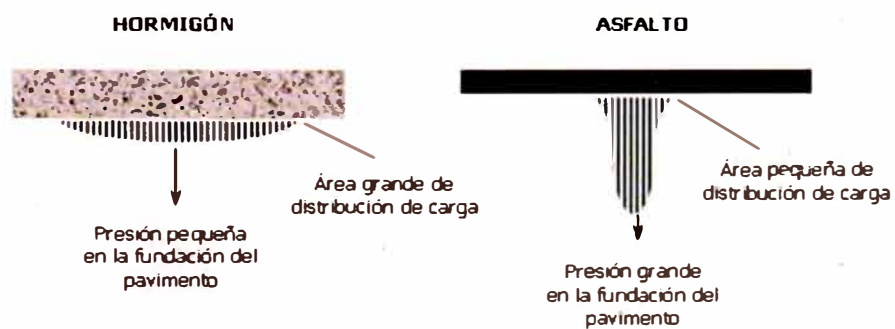 HORMIGÓN
Área grande de
distribución de carga
Presión pequeña
en la fundación del
pavimento
ASFALTO
Área pequeña de
distribución de carga
Presión grande
en la fundación del
pavimento